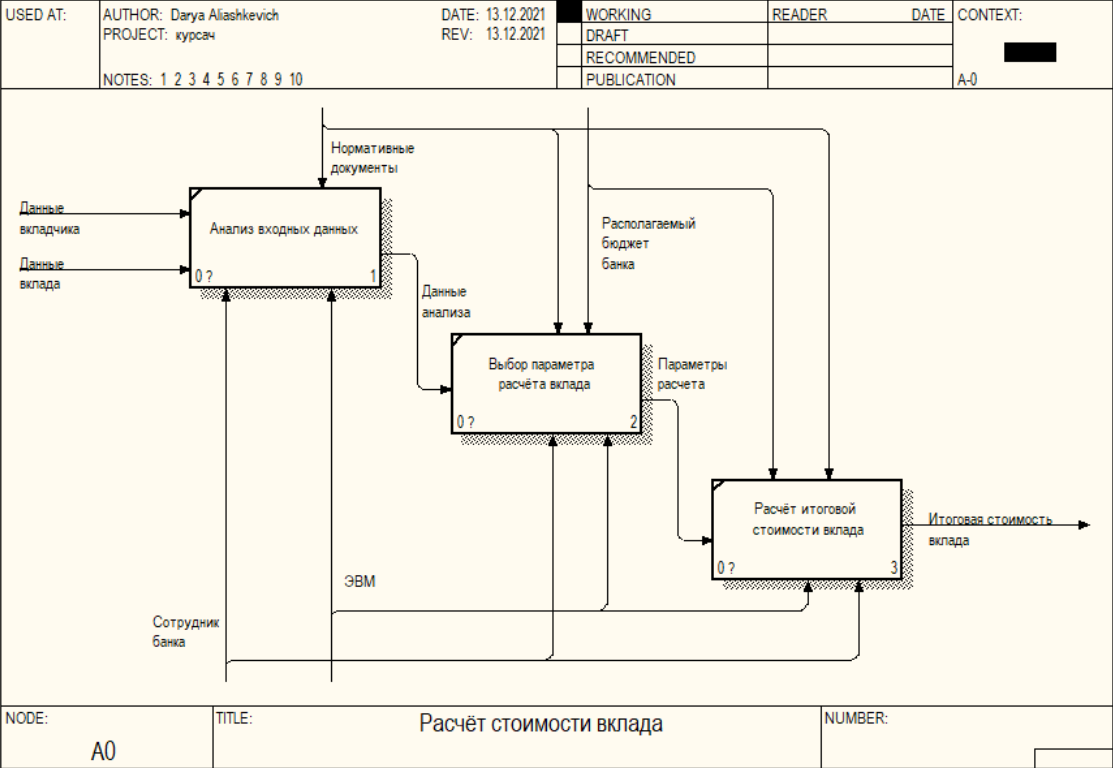 USED AT:
AUTHOR: Darya Aliashkevich
DATE: 13.12.2021
PROJECT: курсач
REV: 13.12.2021
NOTES: 1 2 3 4 5 6 7 8 9 10
WORKING
DRAFT
RECOMMENDED
PUBLICATION
READER
DATE
CONTEXT:
A-0
Нормативные
документы
Данные
вкладчика
Данные
вклада
Анализ входных данных
0 ?
1
Располагаемый
бюджет
банка
Данные
анализа
Выбор параметра
расчёта вклада
0 ?
2
Параметры
расчета
Расчёт итоговой
стоимости вклада
0 ?
3
Итоговая стоимость
вклада
ЭВМ
Сотрудник
банка
NODE:
A0
TITLE:
Расчёт стоимости вклада
NUMBER: